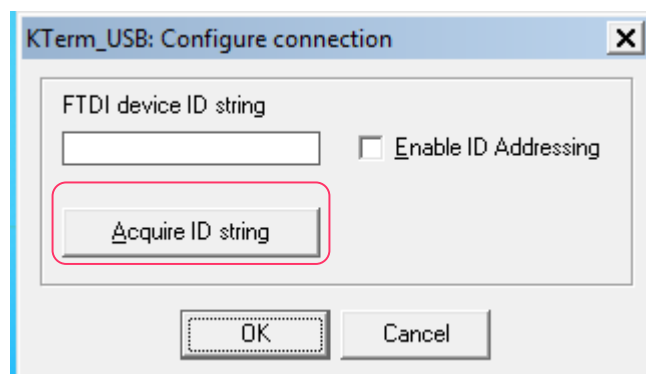 KTerm_USB: Configure connection
FTDI device ID string
Enable ID Addressing
Acquire ID string
OK
Cancel